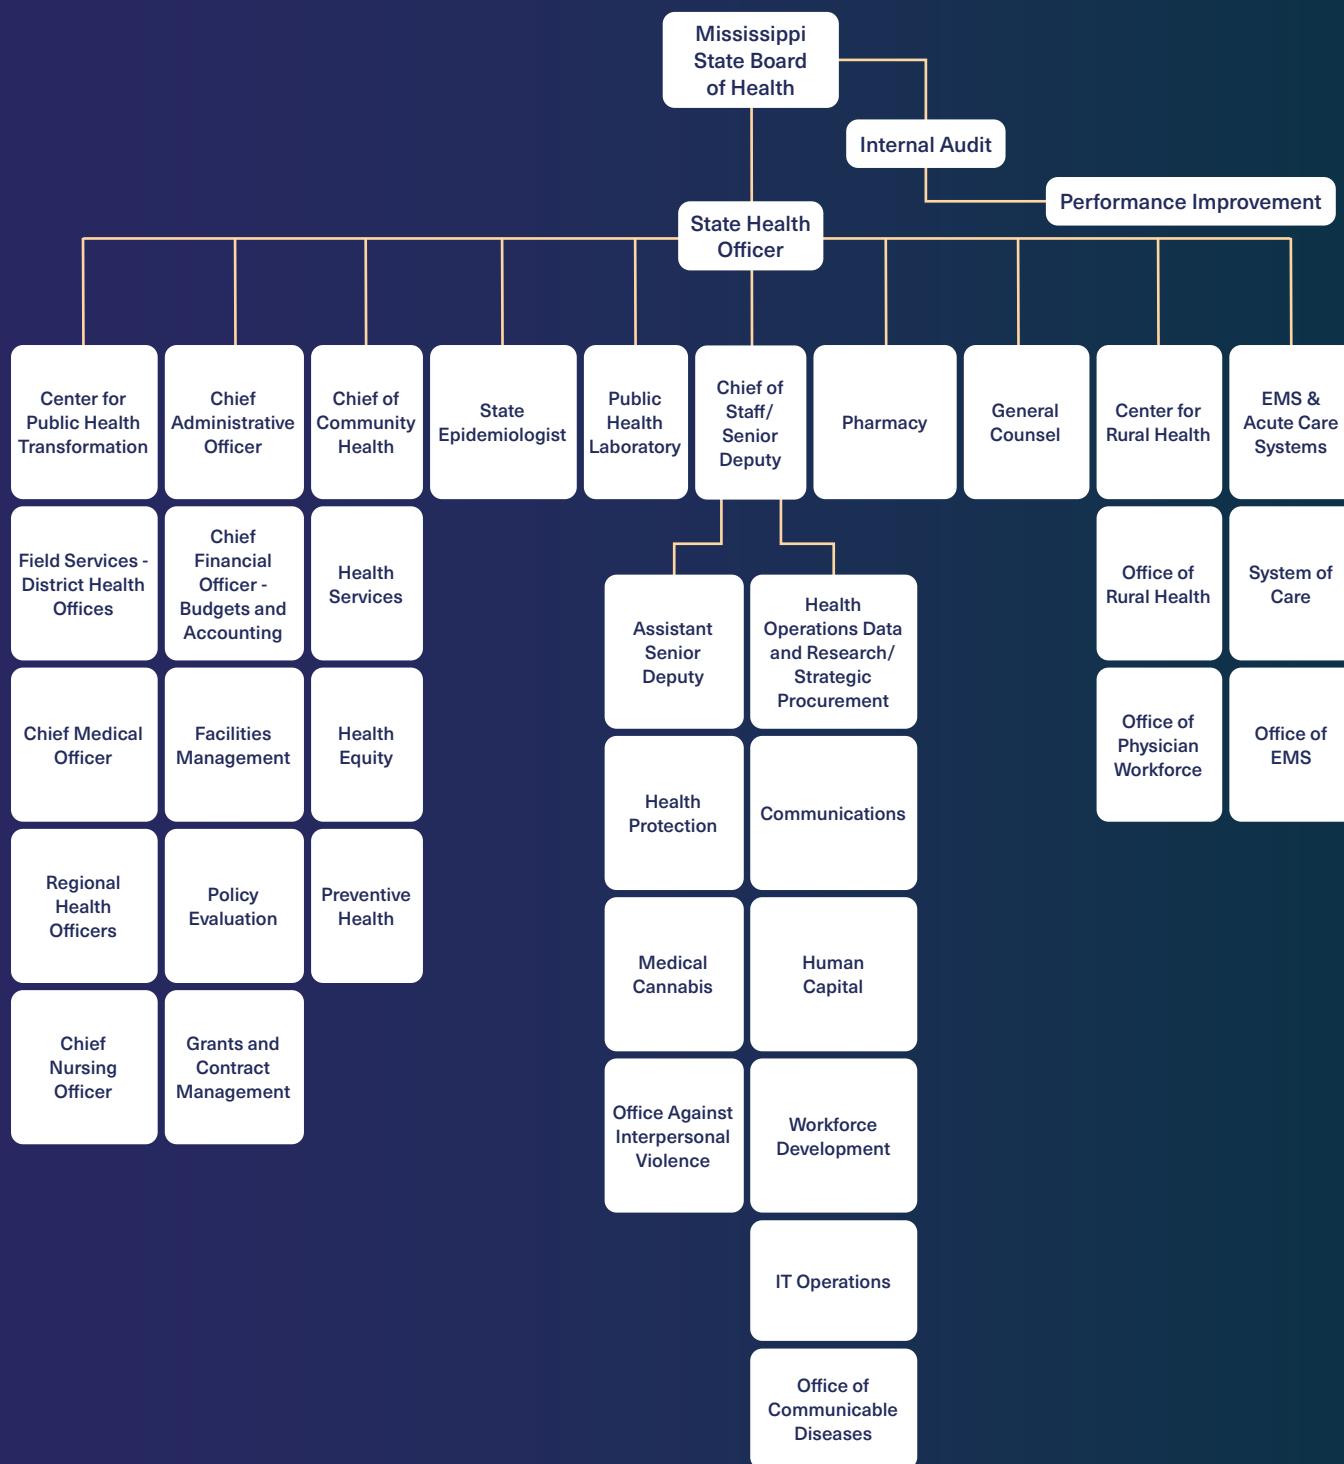 Mississippi
State Board
of Health
Internal Audit
Performance Improvement
State Health
Officer
Center for
Public Health
Transformation
Chief
Administrative
Officer
Chief of
Community
Health
State
Epidemiologist
Public
Health
Laboratory
Chief of
Staff/
Senior
Deputy
Pharmacy
General
Counsel
Center for
Rural Health
EMS &
Acute Care
Systems
Field Services -
District Health
Offices
Chief
Financial
Officer -
Budgets and
Accounting
Health
Services
Office of
Rural Health
System of
Care
Assistant
Senior
Deputy
Health
Operations Data
and Research/
Strategic
Procurement
Chief Medical
Officer
Facilities
Management
Health
Equity
Office of
Physician
Workforce
Office of
EMS
Health
Protection
Communications
Regional
Health
Officers
Policy
Evaluation
Preventive
Health
Medical
Cannabis
Human
Capital
Chief
Nursing
Officer
Grants and
Contract
Management
Office Against
Interpersonal
Violence
Workforce
Development
IT Operations
Office of
Communicable
Diseases